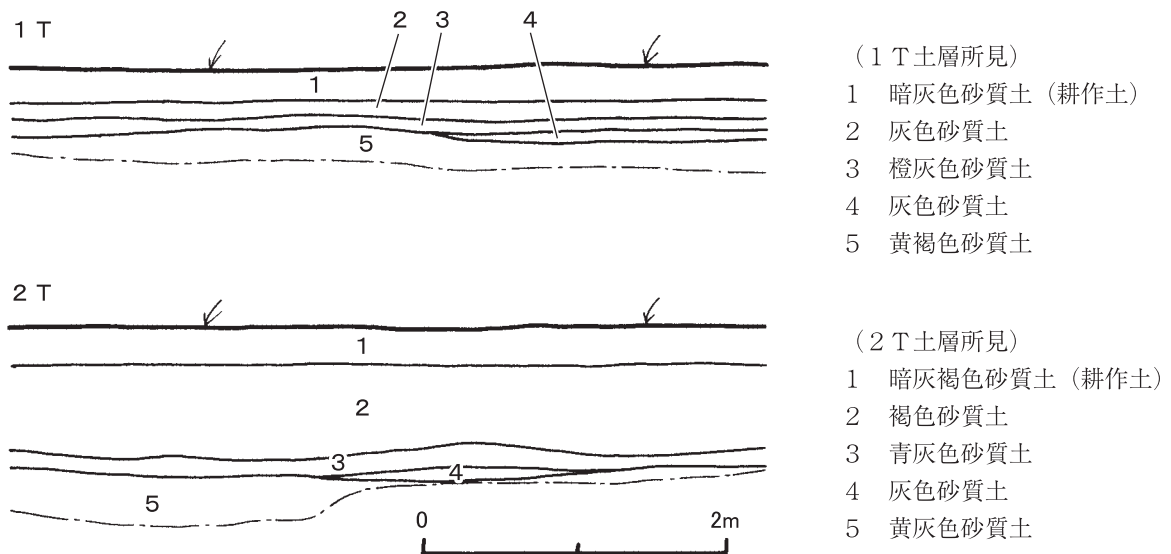 1 T
2
3
4
1
5
（1 T土層所見）
1 暗灰色砂質土（耕作土）
2 灰色砂質土
3 橙灰色砂質土
4 灰色砂質土
5 黄褐色砂質土
2 T
1
2
3
4
5
0
2m
（2 T土層所見）
1 暗灰褐色砂質土（耕作土）
2 褐色砂質土
3 青灰色砂質土
4 灰色砂質土
5 黄灰色砂質土